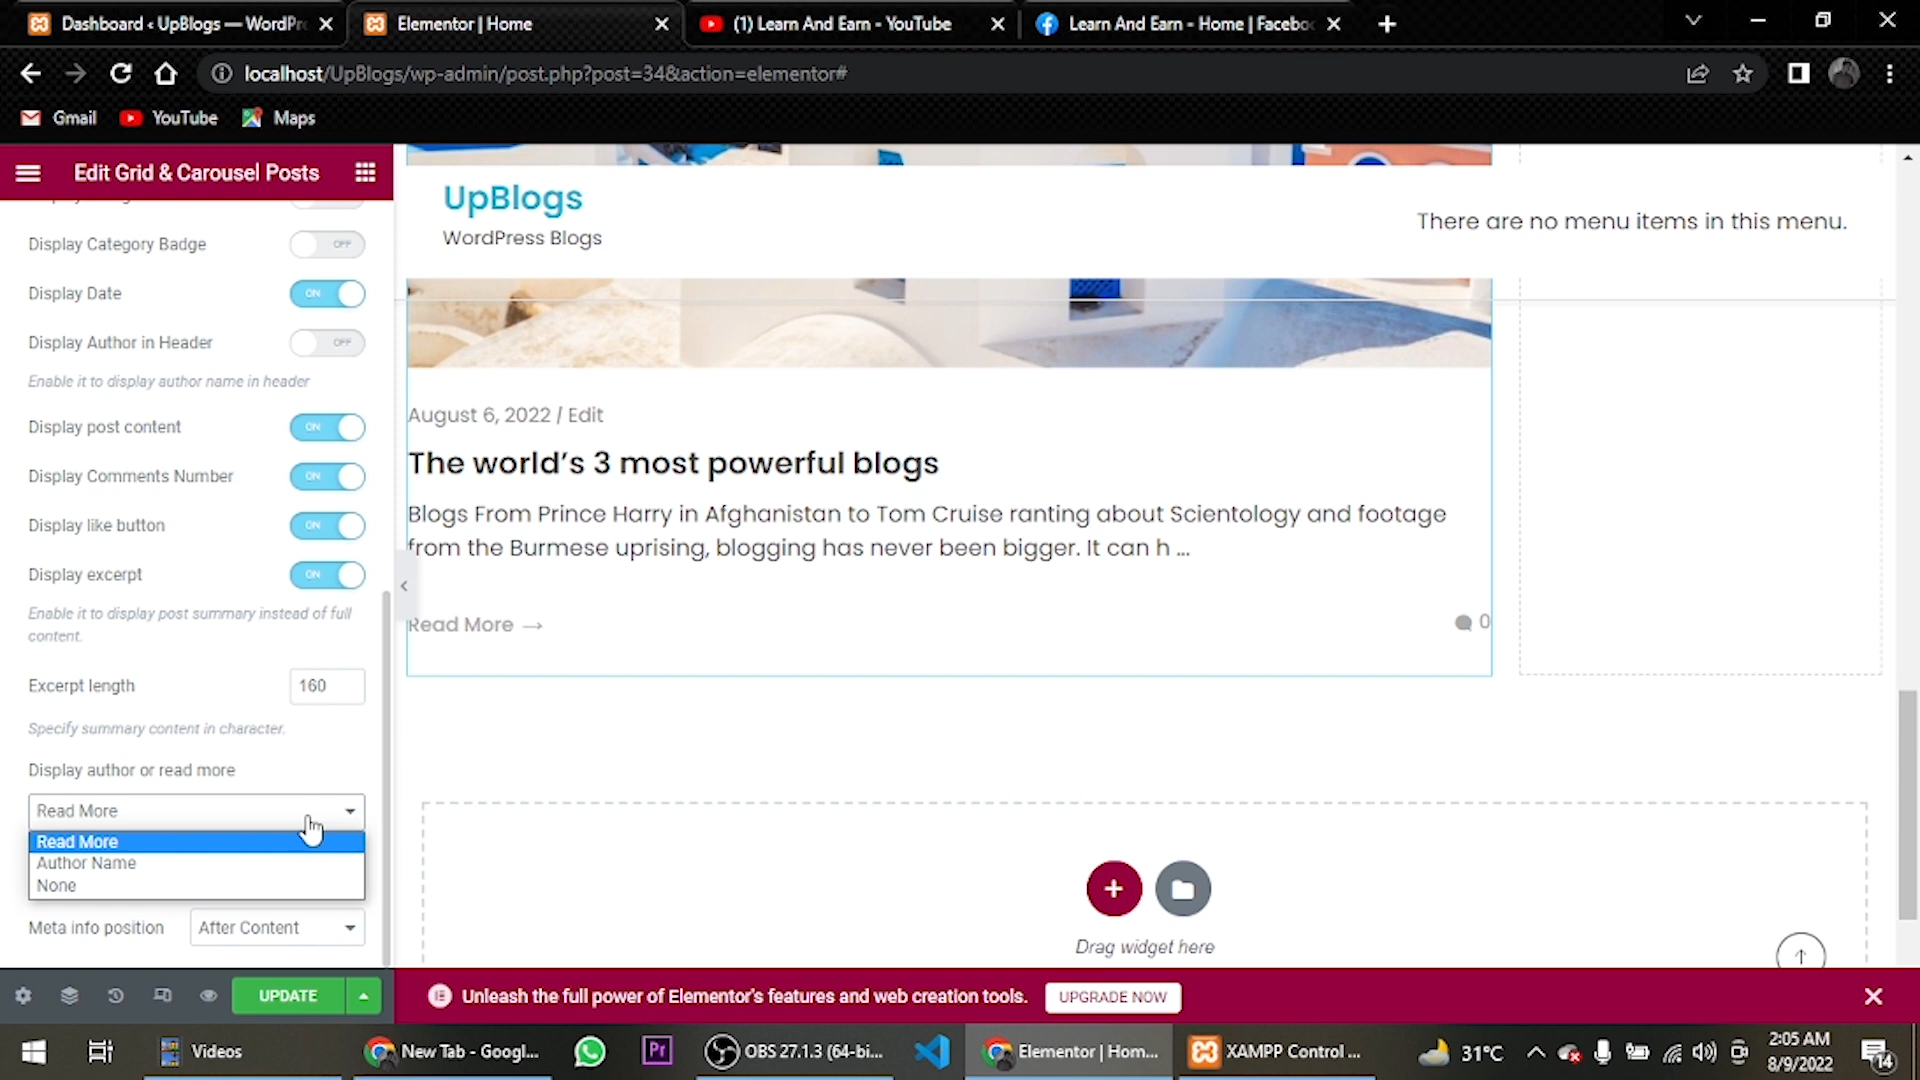 Dashboard ‹ UpBlogs — WordPr
Elementor | Home
(1) Learn And Earn - YouTube
Learn And Earn - Home | Facebo
localhost/UpBlogs/wp-admin/post.php?post=34&action=elementor#
Gmail
YouTube
Maps
Edit Grid & Carousel Posts
Display Category Badge
OFF
Display Date
ON
Display Author in Header
OFF
Enable it to display author name in header
Display post content
ON
Display Comments Number
ON
Display like button
ON
Display excerpt
ON
Enable it to display post summary instead of full
content.
Excerpt length
160
Specify summary content in character.
Display author or read more
Read More
Read More
Author Name
None
Meta info position
After Content
UPDATE
UpBlogs
WordPress Blogs
There are no menu items in this menu.
August 6, 2022 / Edit
The world's 3 most powerful blogs
Blogs From Prince Harry in Afghanistan to Tom Cruise ranting about Scientology and footage
from the Burmese uprising, blogging has never been bigger. It can h ...
Read More →
0
Drag widget here
Unleash the full power of Elementor's features and web creation tools.
UPGRADE NOW
Videos
New Tab - Googl...
Pr
OBS 27.1.3 (64-bi...
Elementor | Hom...
XAMPP Control ...
31°C
2:05 AM
8/9/2022
14